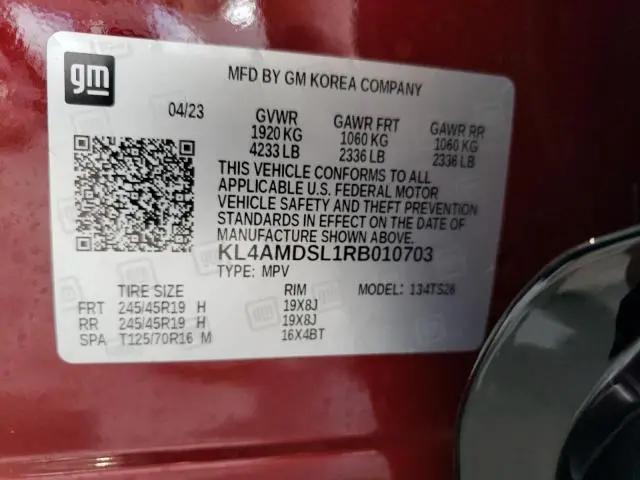 gm
MFD BY GM KOREA COMPANY
04/23 GVWR GAWR FRT GAWR RR
1920 KG 1060 KG 1060 KG
4233 LB 2336 LB 2336 LB
THIS VEHICLE CONFORMS TO ALL
APPLICABLE U.S. FEDERAL MOTOR
VEHICLE SAFETY AND THEFT PREVENTION
STANDARDS IN EFFECT ON THE DATE OF
MANUFACTURE SHOWN ABOVE.
KL4AMDSL1RB010703
TYPE: MPV
TIRE SIZE RIM MODEL: 134TS26
FRT 245/45R19 H 19X8J
RR 245/45R19 H 19X8J
SPA T125/70R16 M 16X4BT